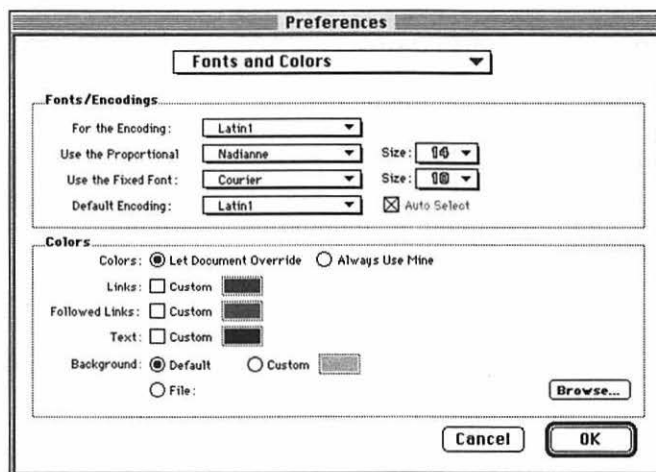 Preferences
Fonts and Colors
Fonts/Encodings
For the Encoding: Latin1
Use the Proportional Nadianne Size: 14
Use the Fixed Font: Courier Size: 10
Default Encoding: Latin1 Auto Select
Colors
Colors: Let Document Override Always Use Mine
Links: Custom
Followed Links: Custom
Text: Custom
Background: Default Custom
File:
Browse...
Cancel OK